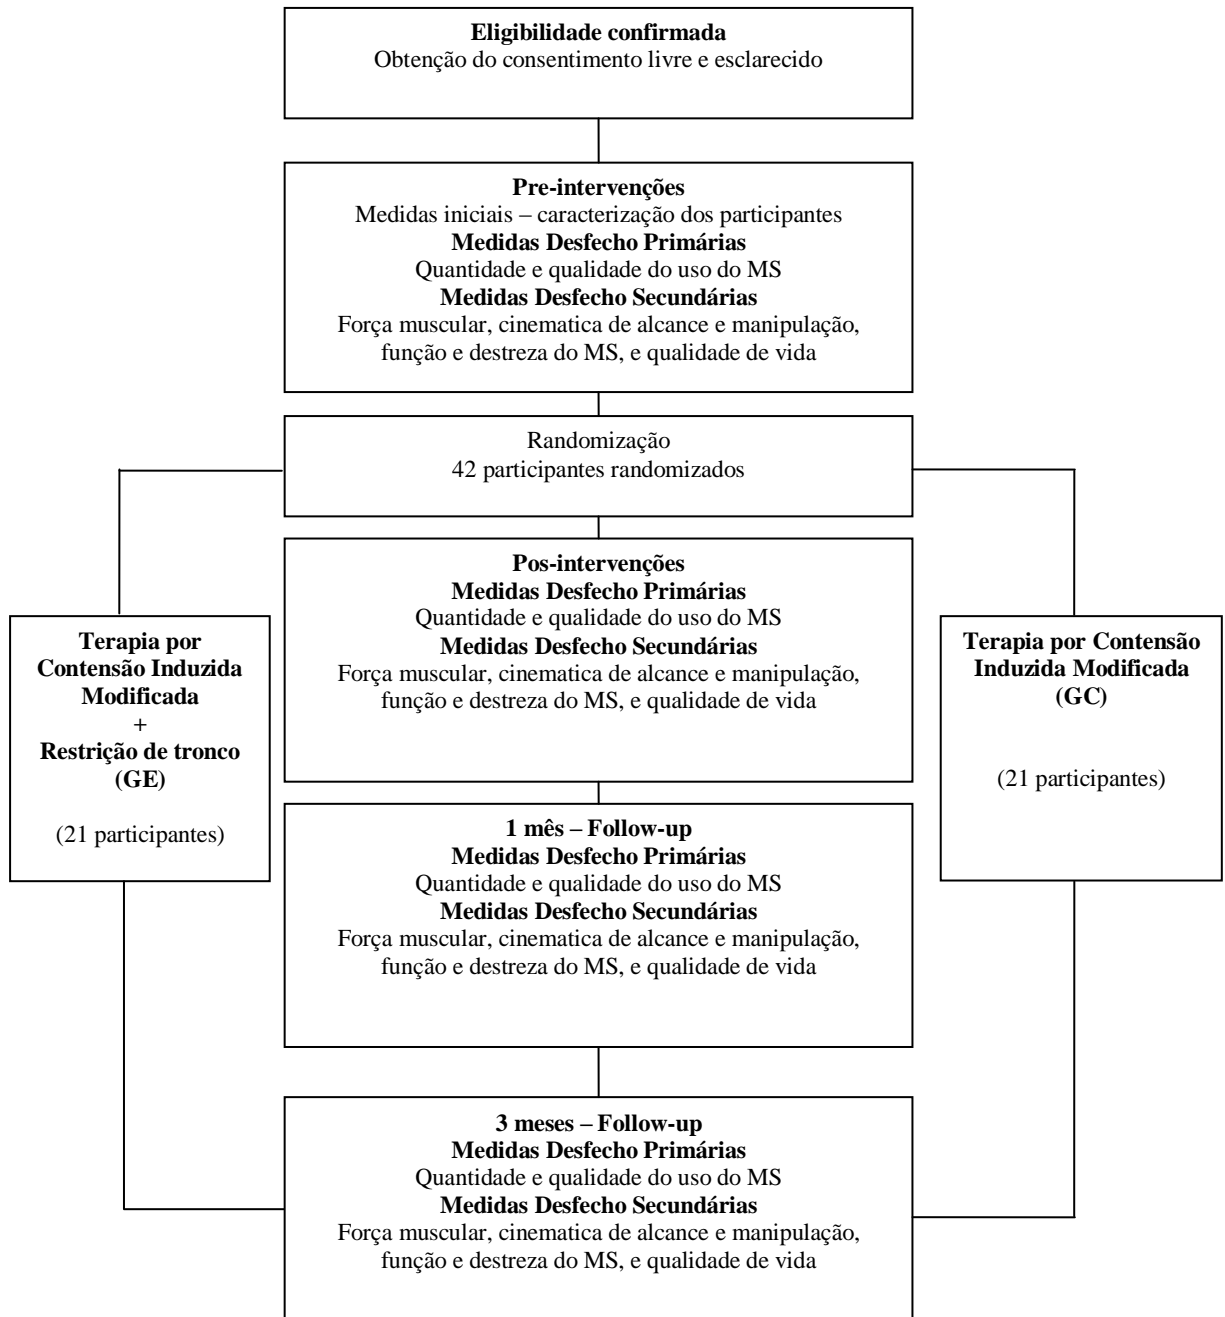 Eligibilidade confirmada
Obtenção do consentimento livre e esclarecido
Pre-intervenções
Medidas iniciais – caracterização dos participantes
Medidas Desfecho Primárias
Quantidade e qualidade do uso do MS
Medidas Desfecho Secundárias
Força muscular, cinematica de alcance e manipulação,
função e destreza do MS, e qualidade de vida
Randomização
42 participantes randomizados
Terapia por
Contensão Induzida
Modificada
+
Restrição de tronco
(GE)
(21 participantes)
Pos-intervenções
Medidas Desfecho Primárias
Quantidade e qualidade do uso do MS
Medidas Desfecho Secundárias
Força muscular, cinematica de alcance e manipulação,
função e destreza do MS, e qualidade de vida
Terapia por Contensão
Induzida Modificada
(GC)
(21 participantes)
1 mês – Follow-up
Medidas Desfecho Primárias
Quantidade e qualidade do uso do MS
Medidas Desfecho Secundárias
Força muscular, cinematica de alcance e manipulação,
função e destreza do MS, e qualidade de vida
3 meses – Follow-up
Medidas Desfecho Primárias
Quantidade e qualidade do uso do MS
Medidas Desfecho Secundárias
Força muscular, cinematica de alcance e manipulação,
função e destreza do MS, e qualidade de vida